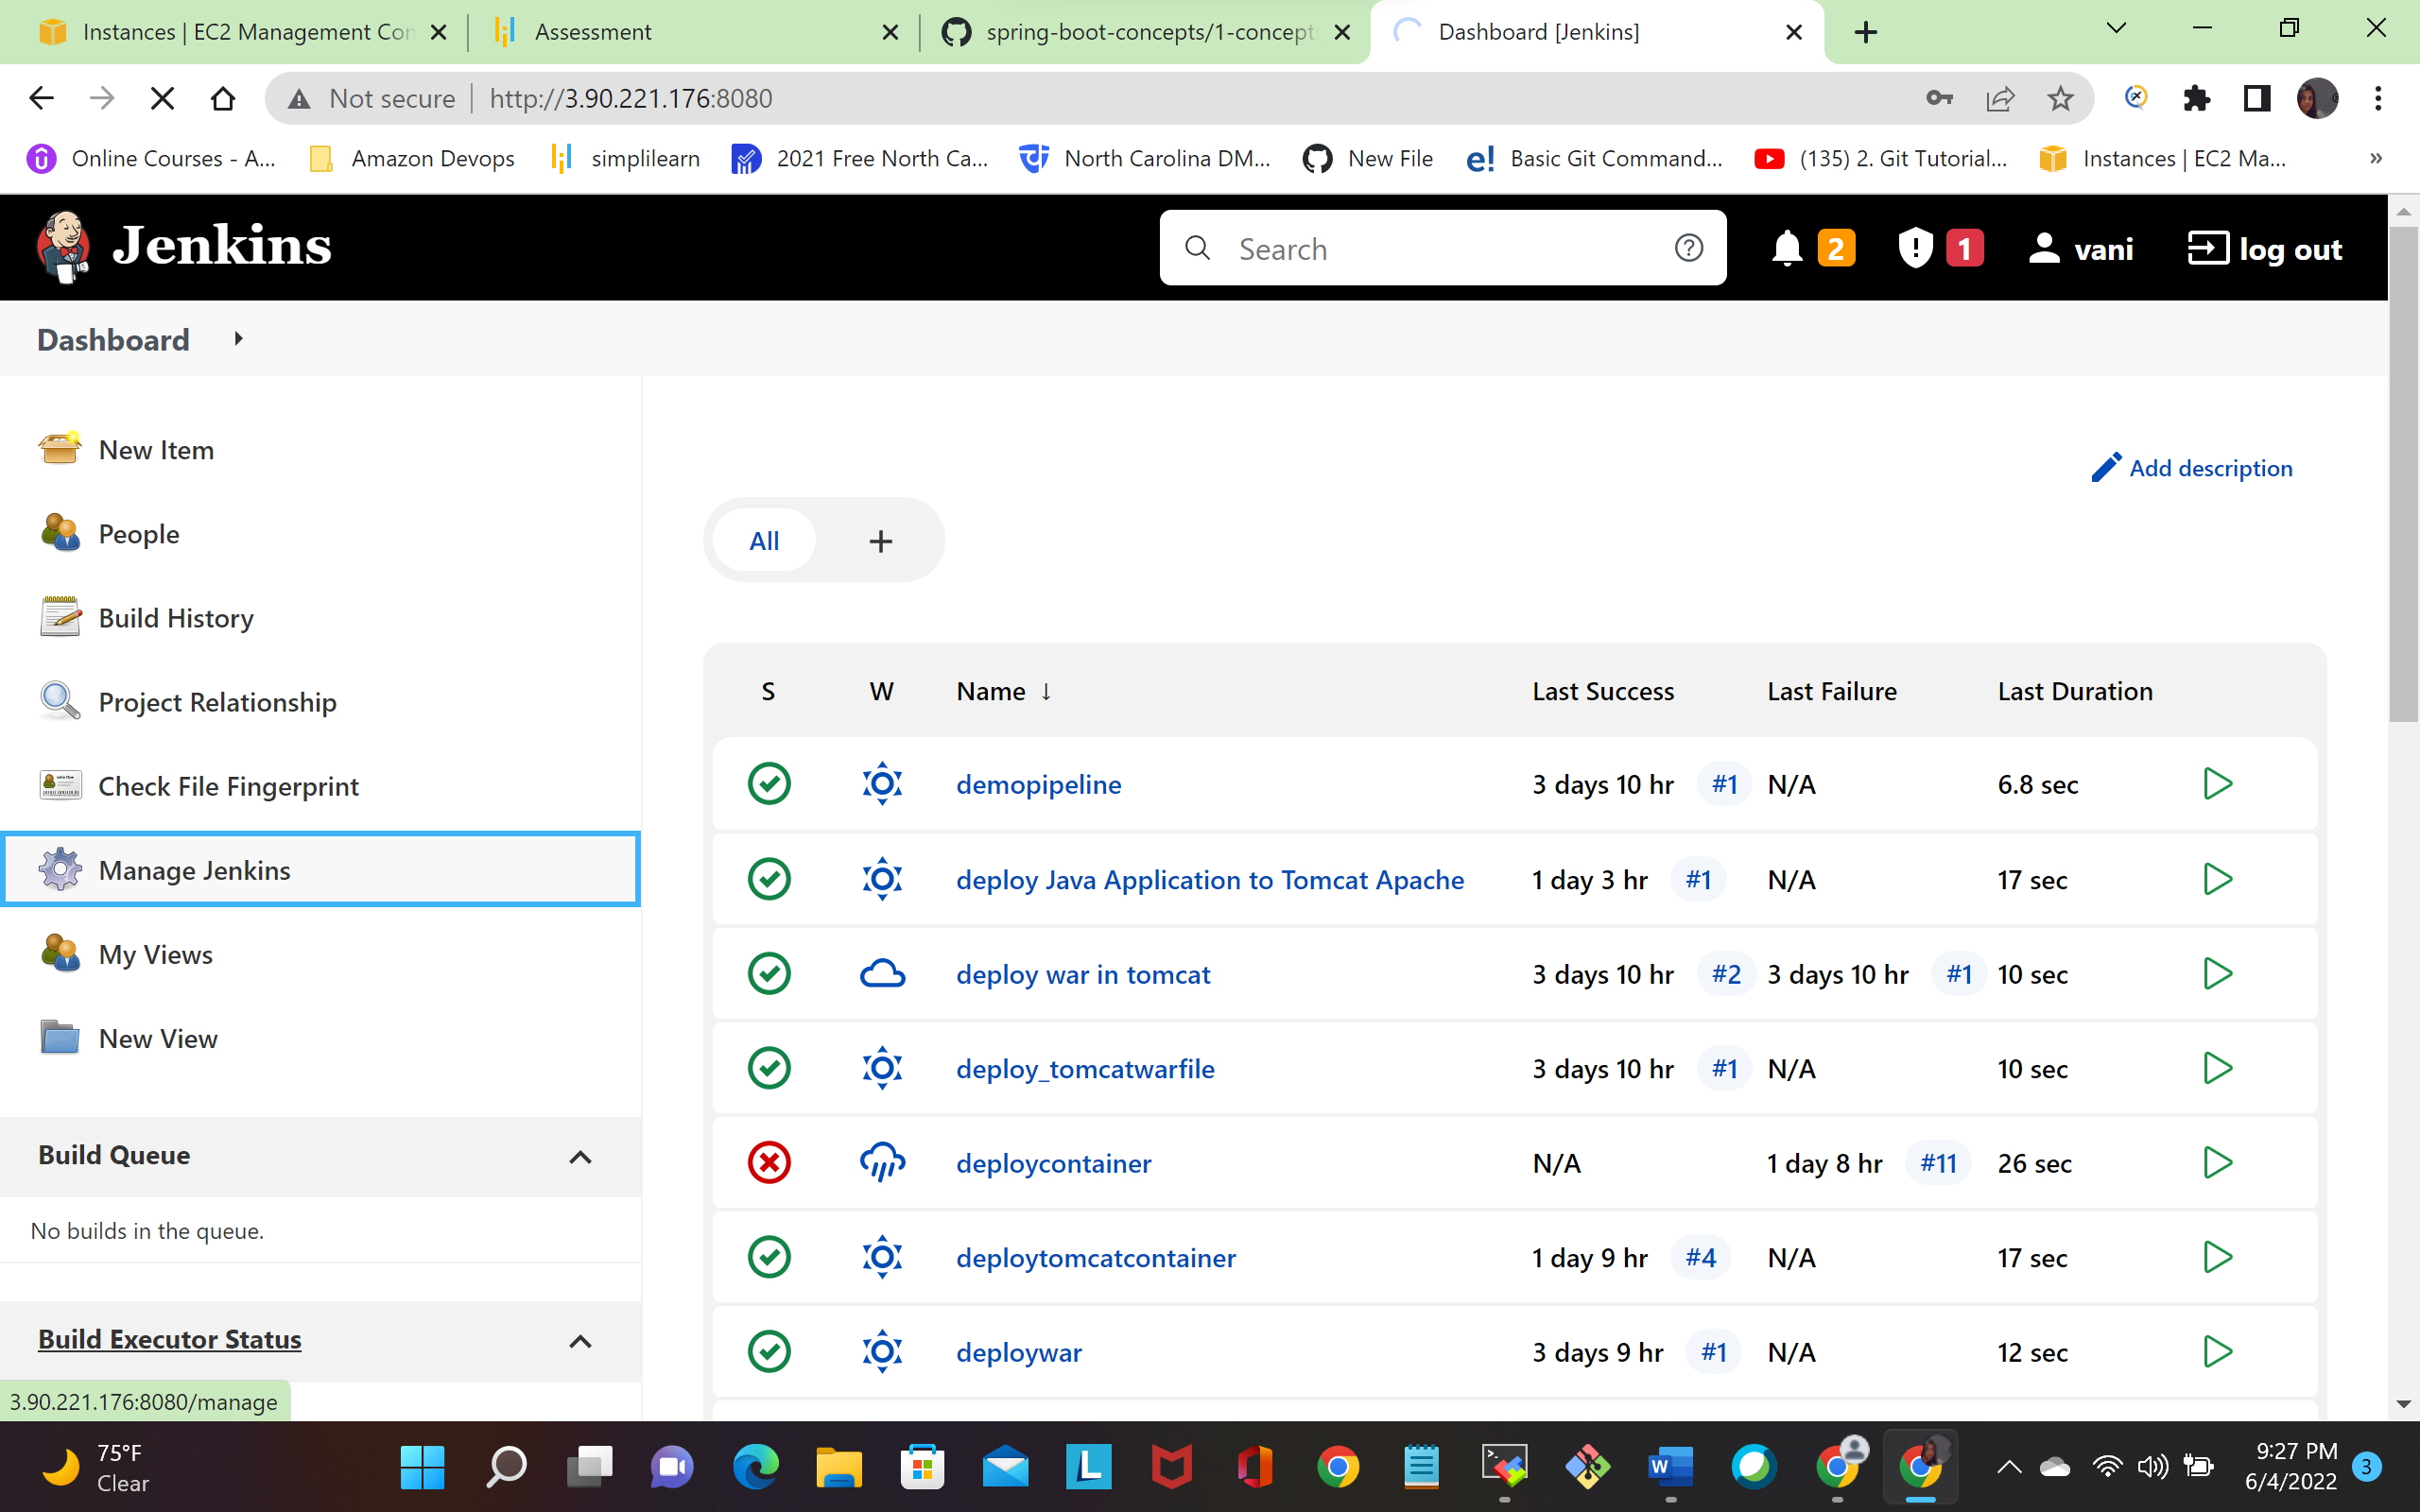 Instances | EC2 Management Con
Assessment
spring-boot-concepts/1-concept
Dashboard [Jenkins]
Not secure
http://3.90.221.176:8080
Online Courses - A...
Amazon Devops
simplilearn
2021 Free North Ca...
North Carolina DM...
New File
e! Basic Git Command...
(135) 2. Git Tutorial...
Instances | EC2 Ma...
»
Jenkins
Search
2
1
vani
log out
Dashboard
New Item
People
Build History
Project Relationship
Check File Fingerprint
Manage Jenkins
My Views
New View
Build Queue
No builds in the queue.
Build Executor Status
3.90.221.176:8080/manage
Add description
All +
S W Name ↓ Last Success Last Failure Last Duration
demopipeline 3 days 10 hr #1 N/A 6.8 sec
deploy Java Application to Tomcat Apache 1 day 3 hr #1 N/A 17 sec
deploy war in tomcat 3 days 10 hr #2 3 days 10 hr #1 10 sec
deploy_tomcatwarfile 3 days 10 hr #1 N/A 10 sec
deploycontainer N/A 1 day 8 hr #11 26 sec
deploytomcatcontainer 1 day 9 hr #4 N/A 17 sec
deploywar 3 days 9 hr #1 N/A 12 sec
75°F
Clear
L
W
9:27 PM
6/4/2022
3